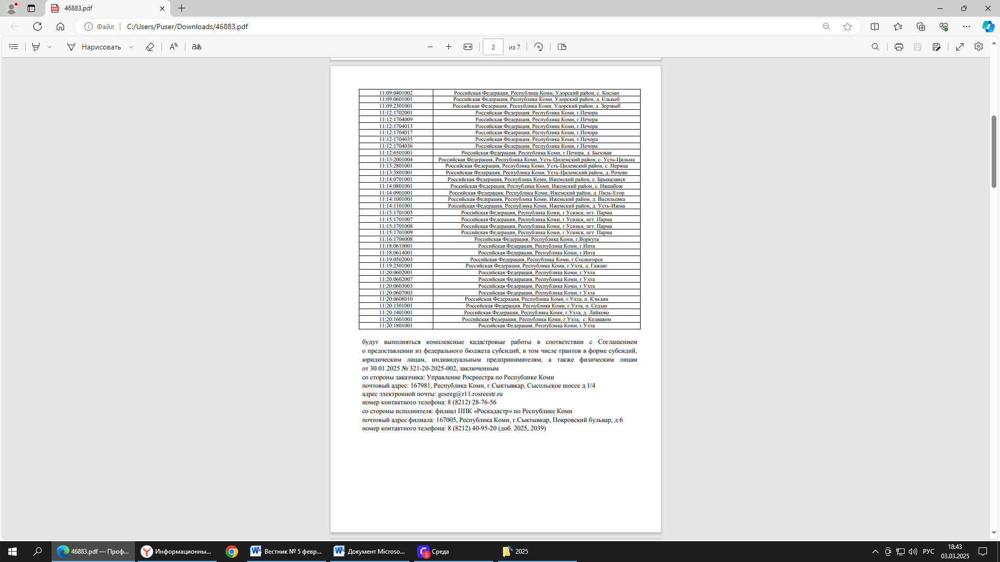 46883.pdf
Файл C:/Users/Puser/Downloads/46883.pdf
Нарисовать
аあ
2 из 7
11:09:0401002 Российская Федерация, Республика Коми, Удорский район, с. Кослан
11:09:0601001 Российская Федерация, Республика Коми, Удорский район, д. Елькыб
11:09:2301001 Российская Федерация, Республика Коми, Удорский район, д. Зерзяыб
11:12:1702001 Российская Федерация, Республика Коми, г.Печора
11:12:1704009 Российская Федерация, Республика Коми, г.Печора
11:12:1704013 Российская Федерация, Республика Коми, г.Печора
11:12:1704017 Российская Федерация, Республика Коми, г.Печора
11:12:1704035 Российская Федерация, Республика Коми, г.Печора
11:12:1704036 Российская Федерация, Республика Коми, г.Печора
11:12:6501001 Российская Федерация, Республика Коми, г.Печора, д. Бызовая
11:13:2001004 Российская Федерация, Республика Коми, Усть-Цилемский район, с. Усть-Цильма
11:13:2801001 Российская Федерация, Республика Коми, Усть-Цилемский район, с. Нерица
11:13:3801001 Российская Федерация, Республика Коми, Усть-Цилемский район, д. Рочево
11:14:0701001 Российская Федерация, Республика Коми, Ижемский район, с. Брыкаланск
11:14:0801001 Российская Федерация, Республика Коми, Ижемский район, с. Няшабож
11:14:0901001 Российская Федерация, Республика Коми, Ижемский район, д. Пиль-Егор
11:14:1001001 Российская Федерация, Республика Коми, Ижемский район, д. Васильевка
11:14:1101001 Российская Федерация, Республика Коми, Ижемский район, д. Усть-Ижма
11:15:1701005 Российская Федерация, Республика Коми, г.Усинск, пгт. Парма
11:15:1701007 Российская Федерация, Республика Коми, г.Усинск, пгт. Парма
11:15:1701008 Российская Федерация, Республика Коми, г.Усинск, пгт. Парма
11:15:1701009 Российская Федерация, Республика Коми, г.Усинск, пгт. Парма
11:16:1706008 Российская Федерация, Республика Коми, г.Воркута
11:18:0610001 Российская Федерация, Республика Коми, г.Инта
11:18:0614001 Российская Федерация, Республика Коми, г.Инта
11:19:0502003 Российская Федерация, Республика Коми, г.Сосногорск
11:19:2501001 Российская Федерация, Республика Коми, г.Ухта, д. Гажаяг
11:20:0602001 Российская Федерация, Республика Коми, г.Ухта
11:20:0602007 Российская Федерация, Республика Коми, г.Ухта
11:20:0603003 Российская Федерация, Республика Коми, г.Ухта
11:20:0607003 Российская Федерация, Республика Коми, г.Ухта
11:20:0608010 Российская Федерация, Республика Коми, г.Ухта, п. Кэмдин
11:20:1301001 Российская Федерация, Республика Коми, г.Ухта, п. Седъю
11:20:1401001 Российская Федерация, Республика Коми, г.Ухта, д. Лайково
11:20:1601001 Российская Федерация, Республика Коми, г.Ухта, с. Кедвавом
11:20:1801001 Российская Федерация, Республика Коми, г.Ухта
будут выполняться комплексные кадастровые работы в соответствии с Соглашением
о предоставлении из федерального бюджета субсидий, в том числе грантов в форме субсидий,
юридическим лицам, индивидуальным предпринимателям, а также физическим лицам
от 30.01.2025 № 321-20-2025-002, заключенным
со стороны заказчика: Управление Росреестра по Республике Коми
почтовый адрес: 167981, Республика Коми, г.Сыктывкар, Сысольское шоссе д.1/4
адрес электронной почты: gosreg@r11.rosreestr.ru
номер контактного телефона: 8 (8212) 28-76-56
со стороны исполнителя: филиал ППК «Роскадастр» по Республике Коми
почтовый адрес филиала: 167005, Республика Коми, г.Сыктывкар, Покровский бульвар, д.6
номер контактного телефона: 8 (8212) 40-95-20 (доб. 2025, 2039)
46883.pdf — Проф... Информационны... Вестник № 5 февр... Документ Microso... 1 Среда 2025 РУС
18:43
03.03.2025